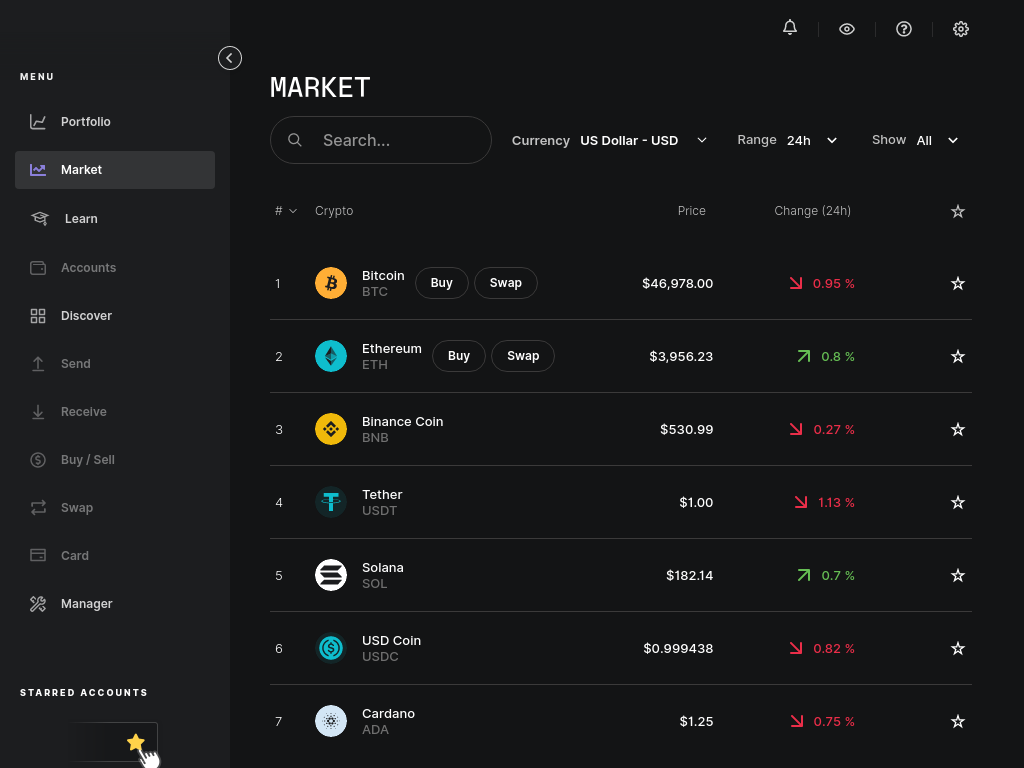 MENU
Portfolio
Market
Learn
Accounts
Discover
Send
Receive
Buy / Sell
Swap
Card
Manager
STARRED ACCOUNTS
MARKET
Search...
Currency US Dollar - USD
Range 24h
Show All
# Crypto Price Change (24h)
1 Bitcoin BTC Buy Swap $46,978.00 0.95 %
2 Ethereum ETH Buy Swap $3,956.23 0.8 %
3 Binance Coin BNB $530.99 0.27 %
4 Tether USDT $1.00 1.13 %
5 Solana SOL $182.14 0.7 %
6 USD Coin USDC $0.999438 0.82 %
7 Cardano ADA $1.25 0.75 %